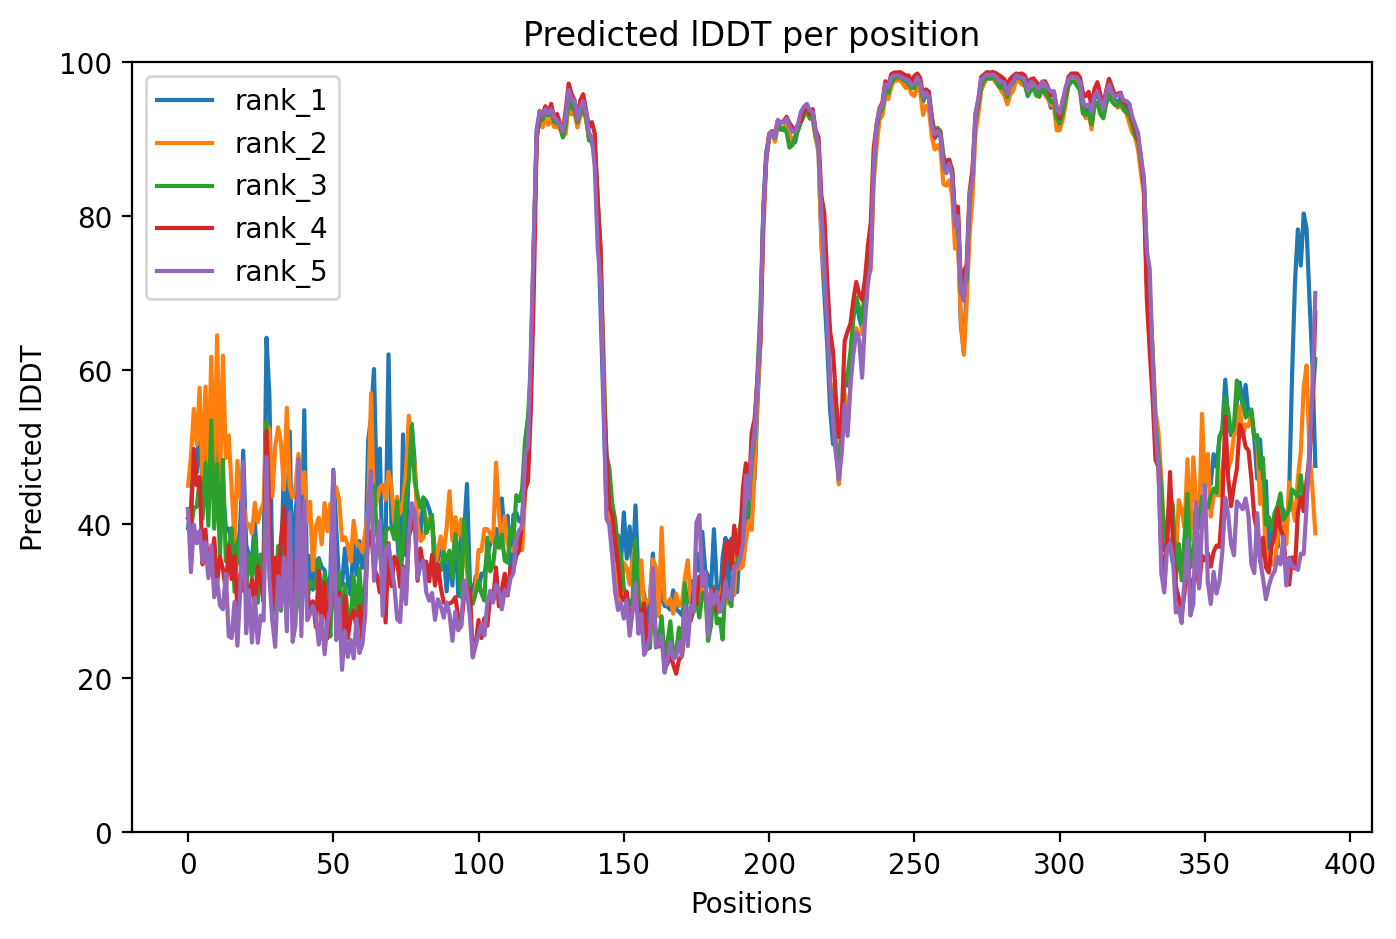 Predicted lDDT per position
100
80
60
40
20
0
Predicted lDDT
rank_1
rank_2
rank_3
rank_4
rank_5
0 50 100 150 200 250 300 350 400
Positions